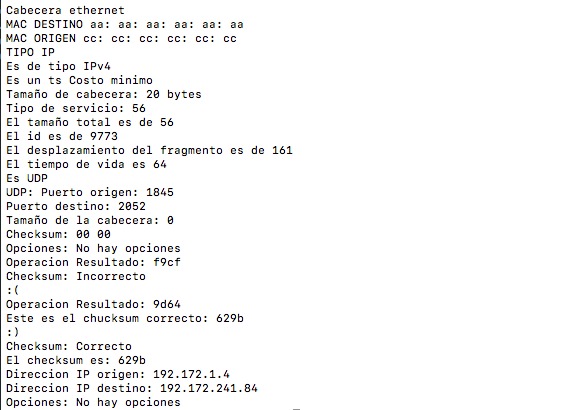 Cabecera ethernet
MAC DESTINO aa: aa: aa: aa: aa: aa
MAC ORIGEN cc: cc: cc: cc: cc: cc
TIPO IP
Es de tipo IPv4
Es un ts Costo minimo
Tamaño de cabecera: 20 bytes
Tipo de servicio: 56
El tamaño total es de 56
El id es de 9773
El desplazamiento del fragmento es de 161
El tiempo de vida es 64
Es UDP
UDP: Puerto origen: 1845
Puerto destino: 2052
Tamaño de la cabecera: 0
Checksum: 00 00
Opciones: No hay opciones
Operacion Resultado: f9cf
Checksum: Incorrecto
:(
Operacion Resultado: 9d64
Este es el chucksum correcto: 629b
:)
Checksum: Correcto
El checksum es: 629b
Direccion IP origen: 192.172.1.4
Direccion IP destino: 192.172.241.84
Opciones: No hay opciones